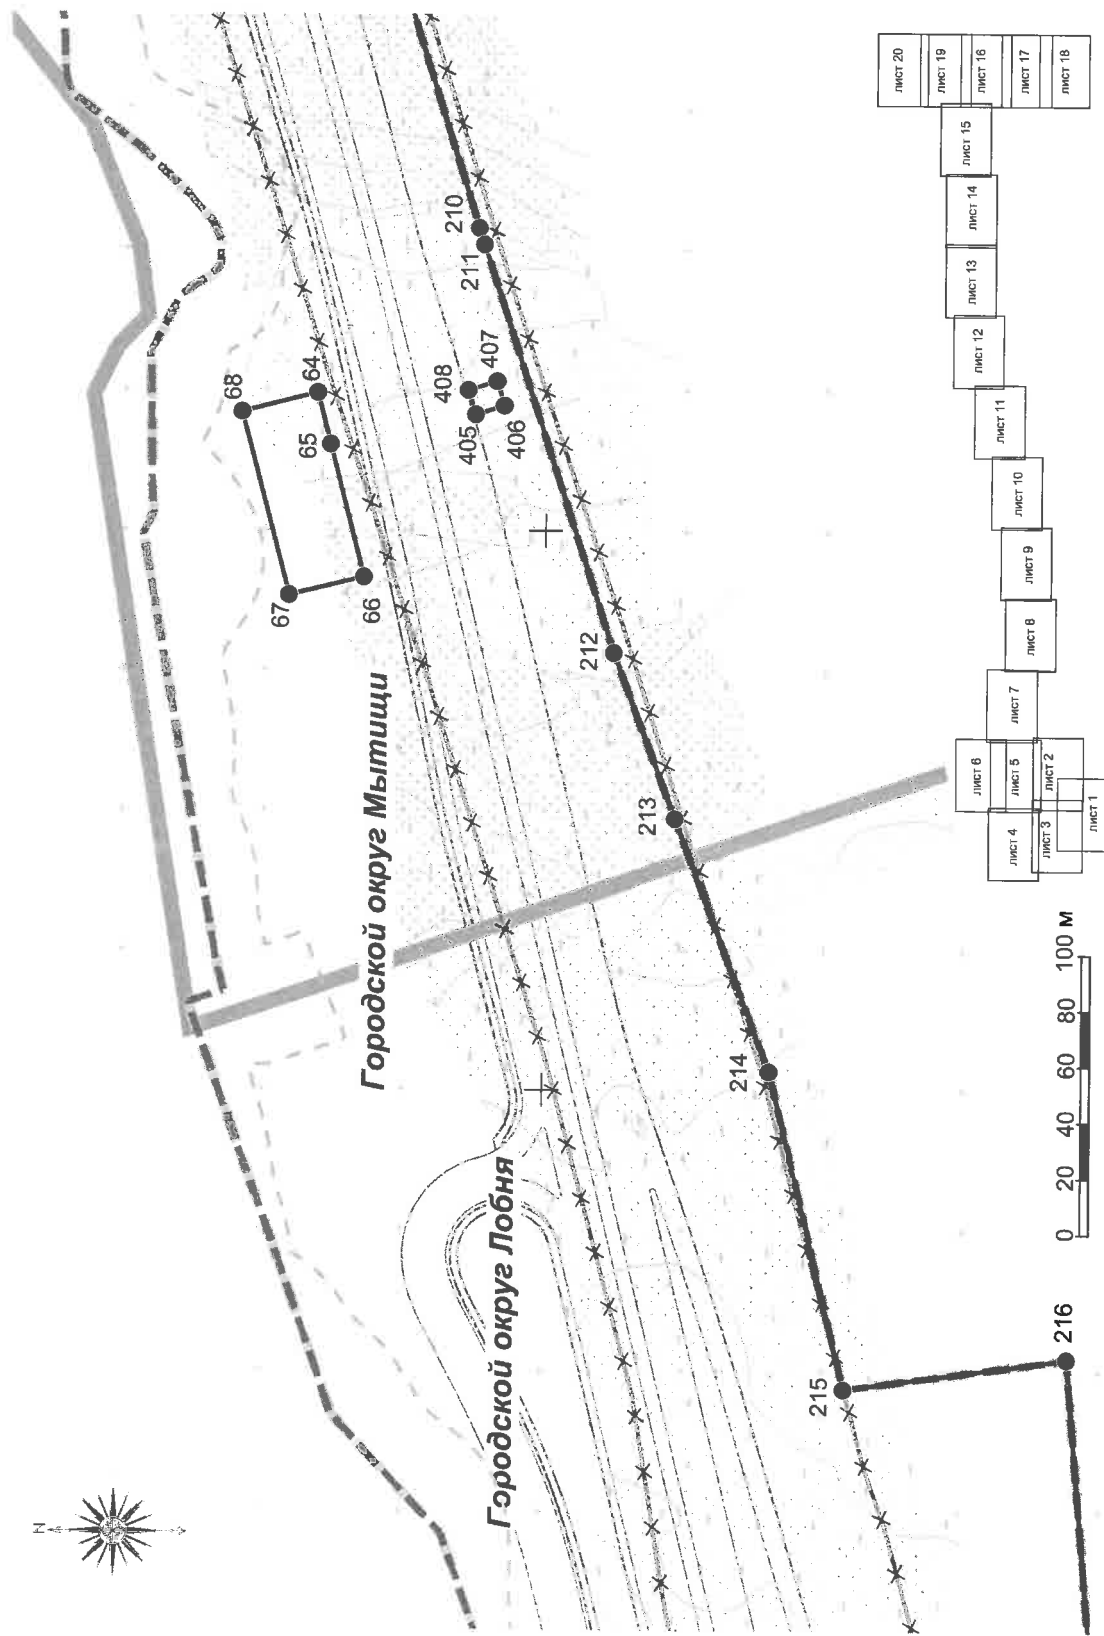 N
68
64
65
67
66
408
407
405
406
210
211
212
213
214
215
216
Городской округ Мытищи
Городской округ Лобня
0 20 40 60 80 100 м
лист 20
лист 19
лист 16
лист 17
лист 18
лист 15
лист 14
лист 13
лист 12
лист 11
лист 10
лист 9
лист 8
лист 7
лист 6
лист 5
лист 2
лист 4
лист 3
лист 1